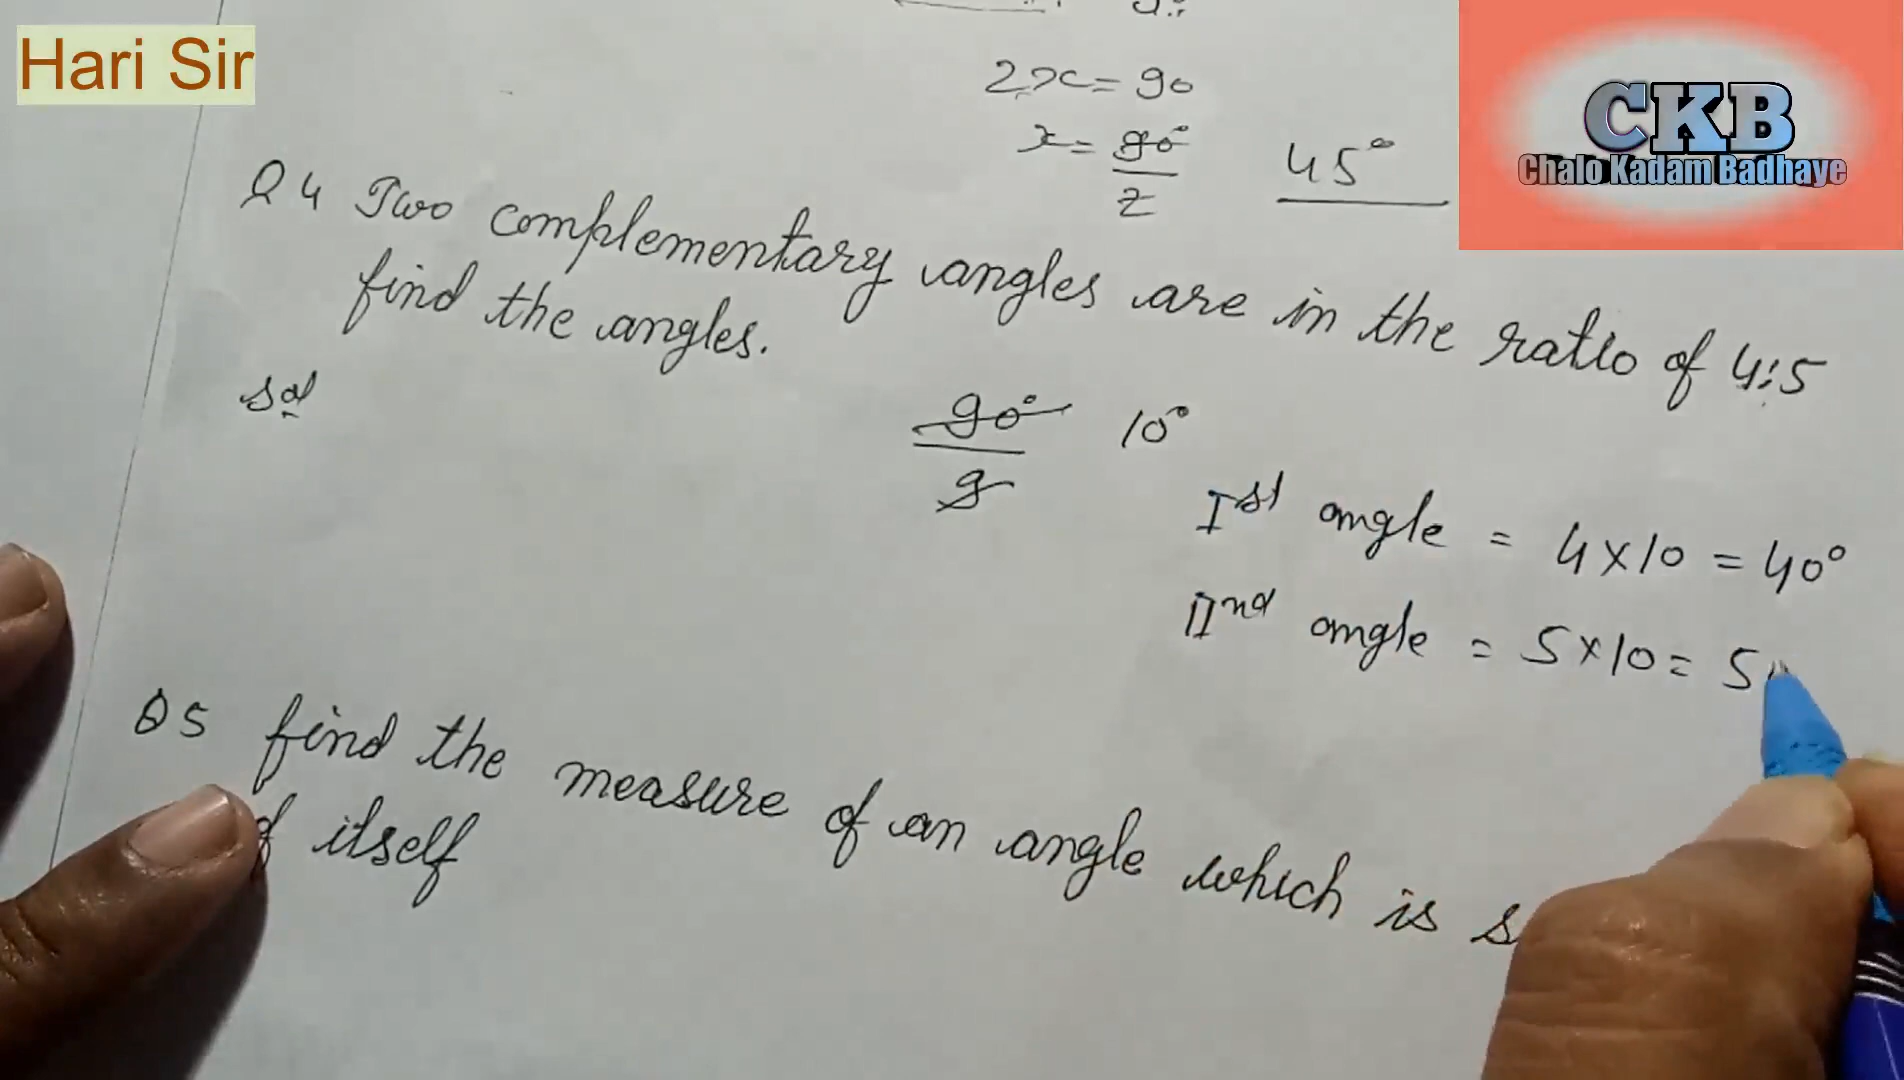 Hari Sir
CKB
Chalo Kadam Badhaye
2x = 90
x = 90°
2
45°
Q 4 Two complementary angles are in the ratio of 4:5
find the angles.
Sol
90° 10°
9
Ist angle = 4 × 10 = 40°
IInd angle = 5 × 10 = 5
Q 5 find the measure of an angle which is
itself